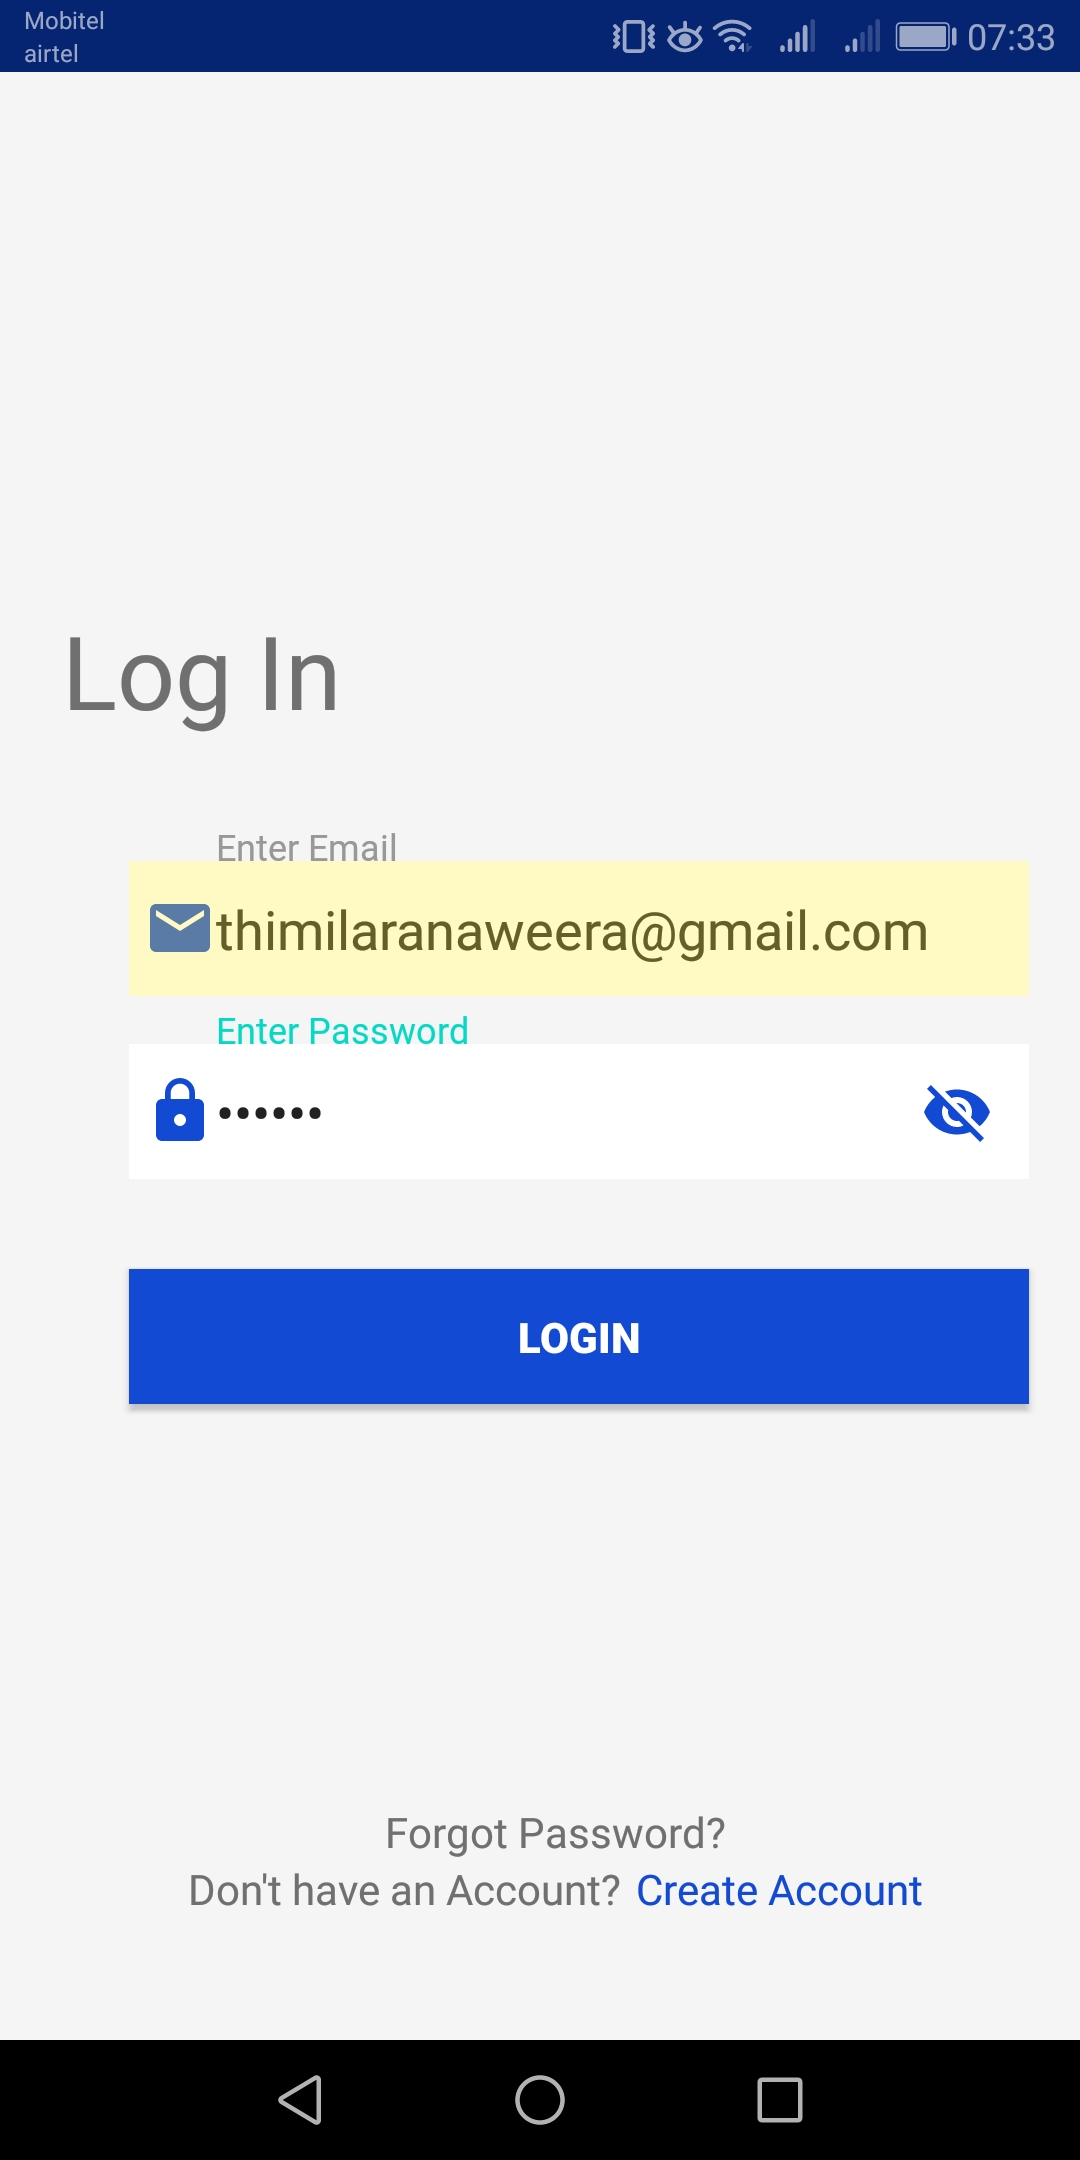 Mobitel
airtel
07:33
Log In
Enter Email
thimilaranaweera@gmail.com
Enter Password
••••••
LOGIN
Forgot Password?
Don't have an Account? Create Account